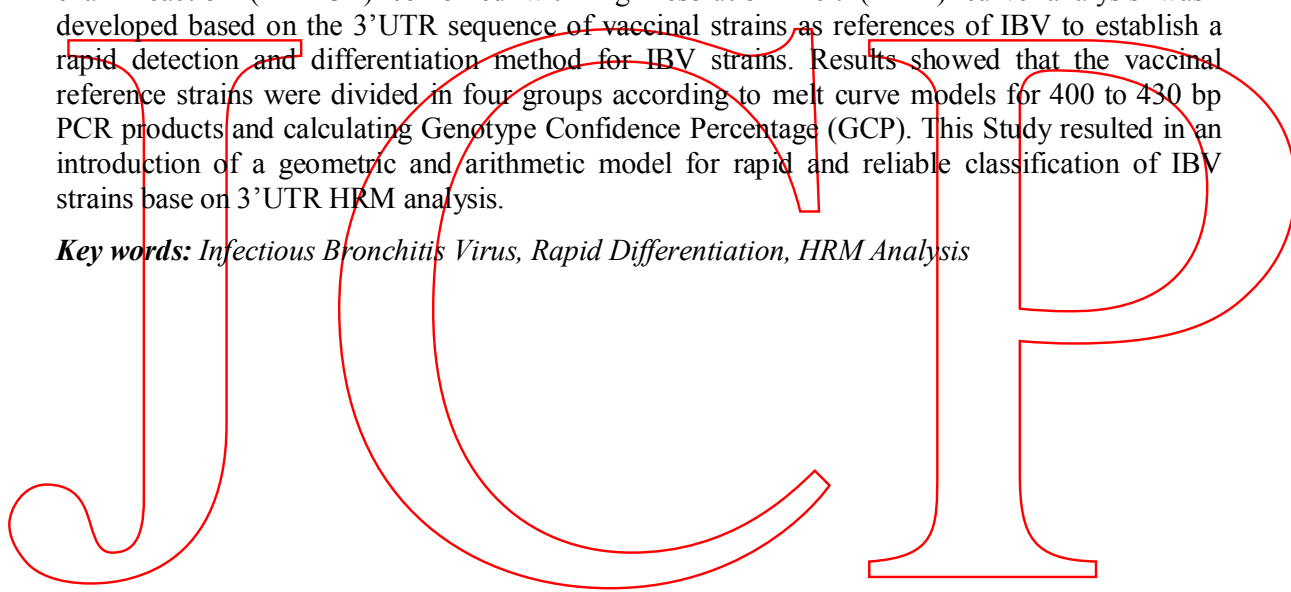 developed based on the 3’UTR sequence of vaccinal strains as references of IBV to establish a
rapid detection and differentiation method for IBV strains. Results showed that the vaccinal
reference strains were divided in four groups according to melt curve models for 400 to 430 bp
PCR products and calculating Genotype Confidence Percentage (GCP). This Study resulted in an
introduction of a geometric and arithmetic model for rapid and reliable classification of IBV
strains base on 3’UTR HRM analysis.
Key words: Infectious Bronchitis Virus, Rapid Differentiation, HRM Analysis
JCP